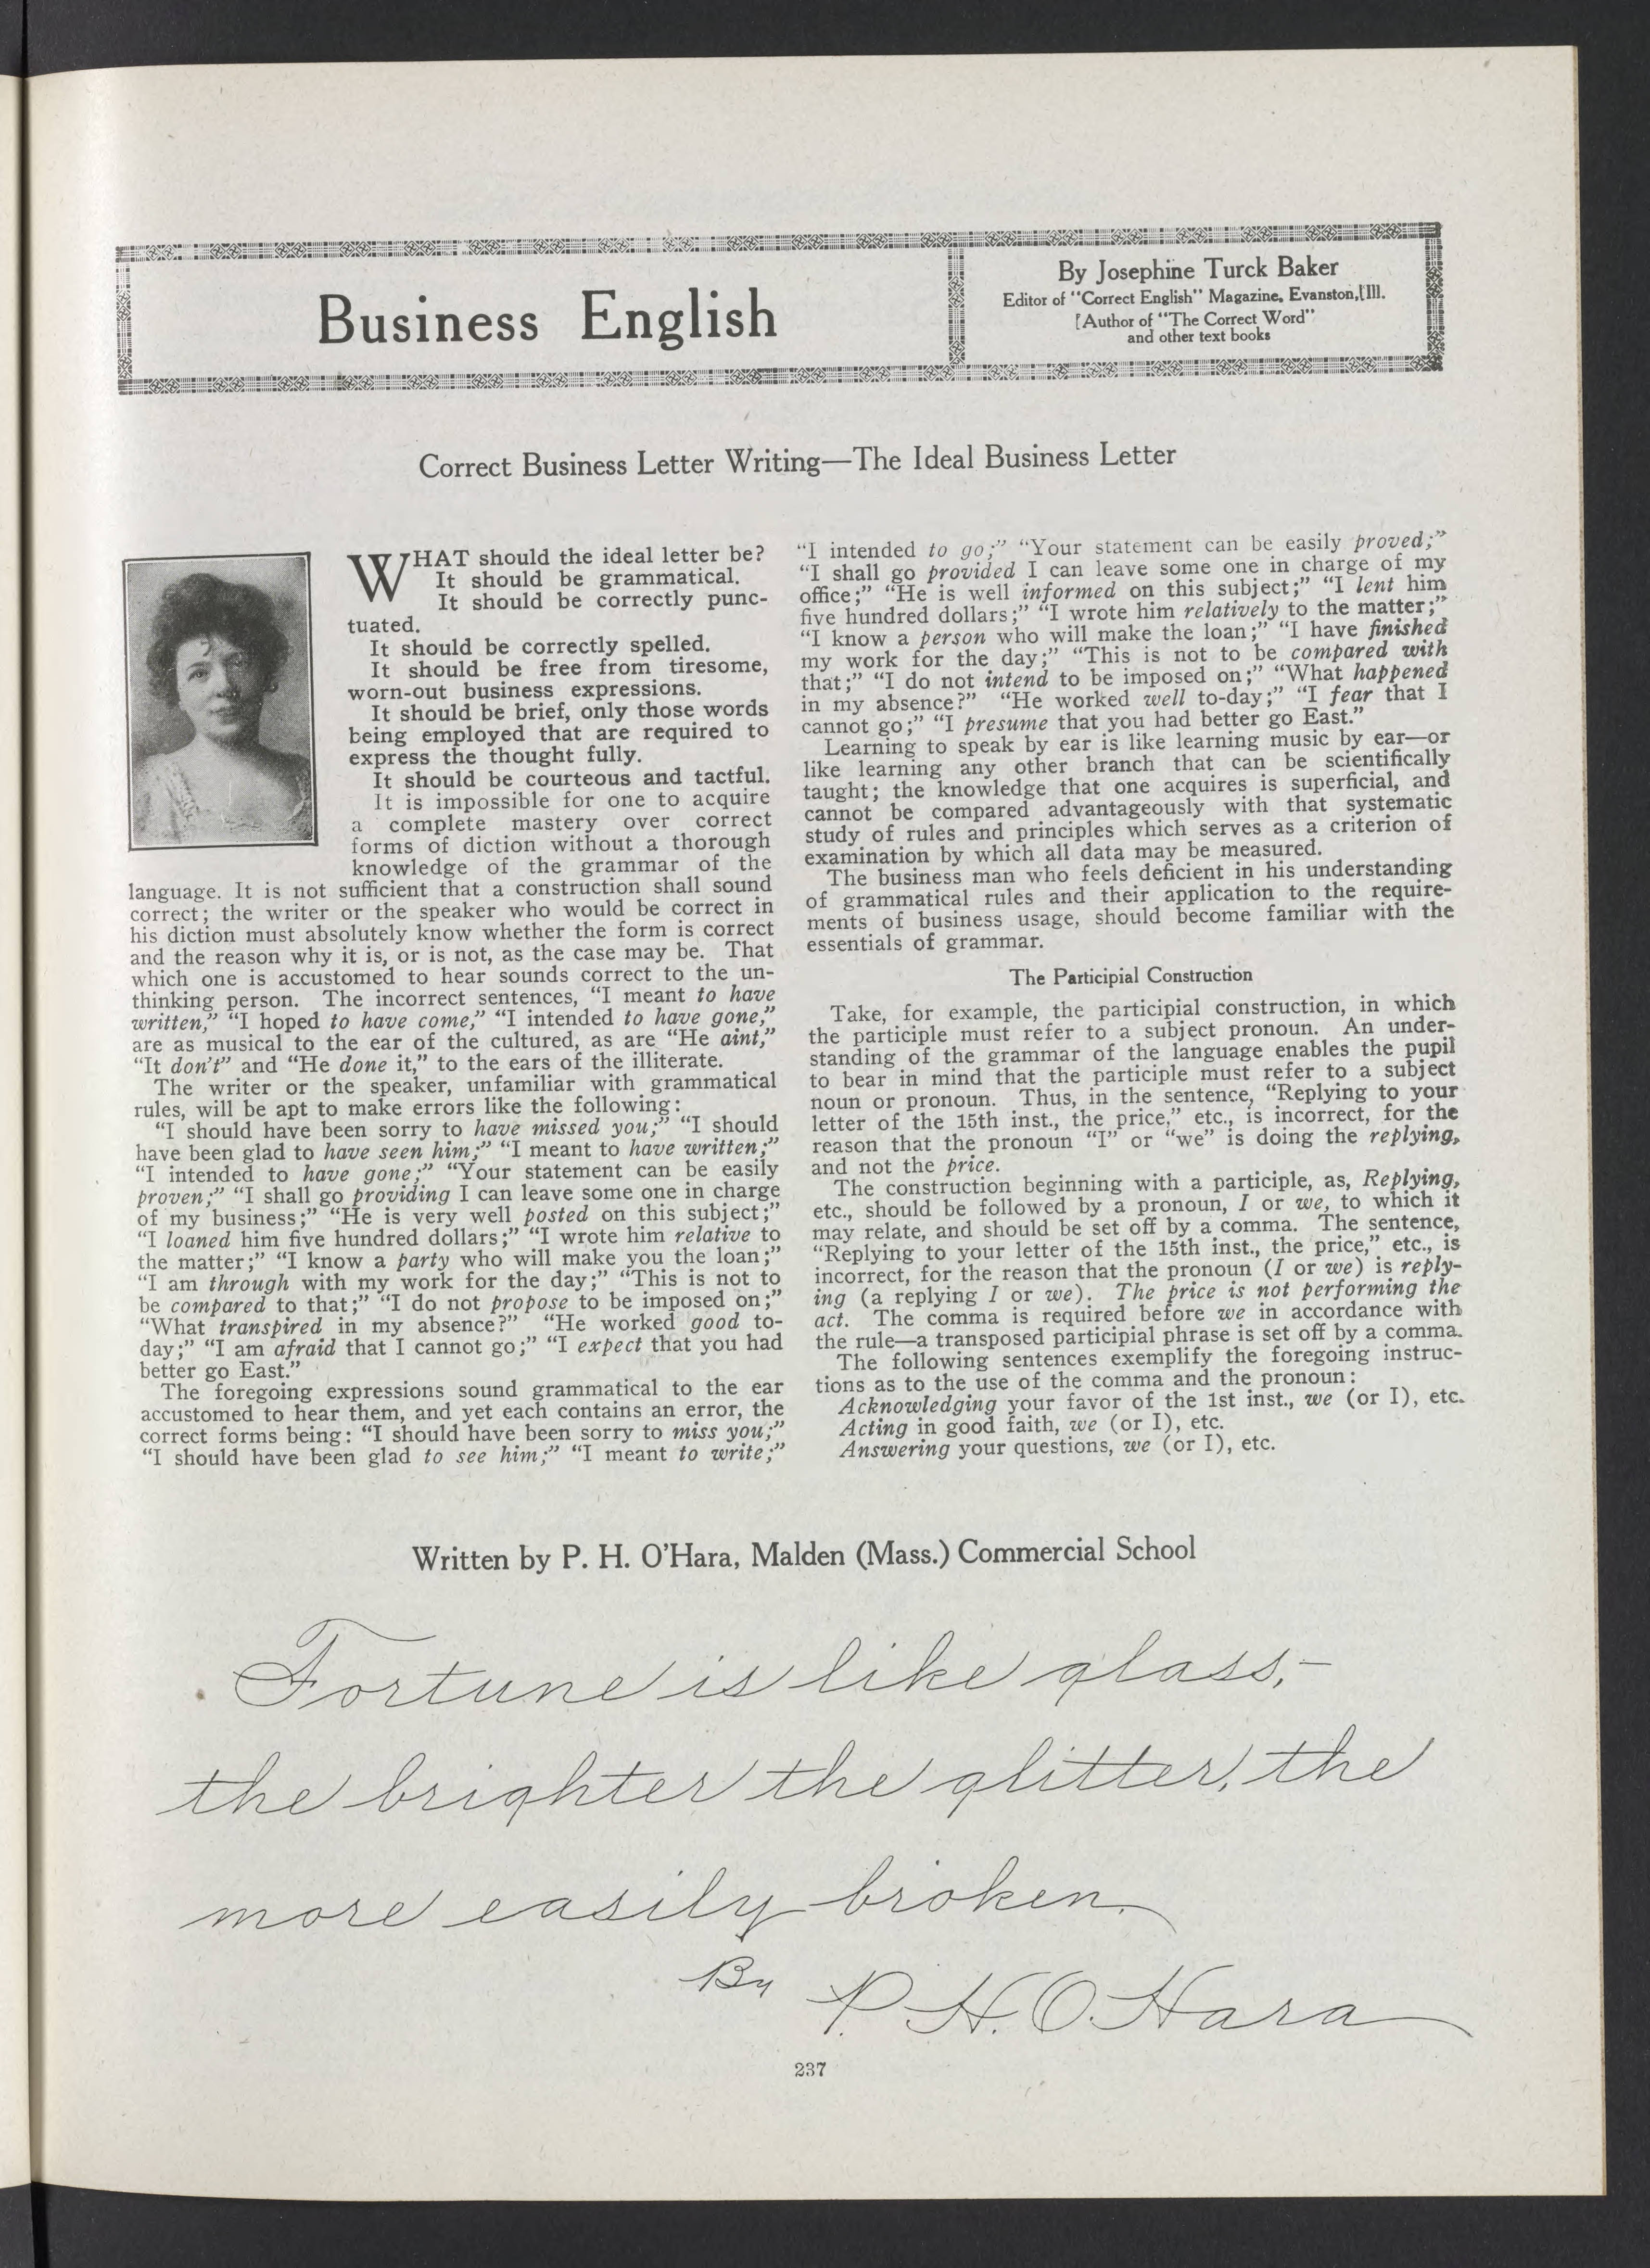 Business English
By Josephine Turck Baker
Editor of "Correct English" Magazine, Evanston, Ill.
Author of "The Correct Word"
and other text books
Correct Business Letter Writing—The Ideal Business Letter
WHAT should the ideal letter be?
It should be grammatical.
It should be correctly punc-
tuated.
It should be correctly spelled.
It should be free from tiresome,
worn-out business expressions.
It should be brief, only those words
being employed that are required to
express the thought fully.
It should be courteous and tactful.
It is impossible for one to acquire
a complete mastery over correct
forms of diction without a thorough
knowledge of the grammar of the
language. It is not sufficient that a construction shall sound
correct; the writer or the speaker who would be correct in
his diction must absolutely know whether the form is correct
and the reason why it is, or is not, as the case may be. That
which one is accustomed to hear sounds correct to the un-
thinking person. The incorrect sentences, "I meant to have
written," "I hoped to have come," "I intended to have gone,"
are as musical to the ear of the cultured, as are "He aint,"
"It don't" and "He done it," to the ears of the illiterate.
The writer or the speaker, unfamiliar with grammatical
rules, will be apt to make errors like the following:
"I should have been sorry to have missed you;" "I should
have been glad to have seen him;" "I meant to have written;"
"I intended to have gone;" "Your statement can be easily
proven;" "I shall go providing I can leave some one in charge
of my business;" "He is very well posted on this subject;"
"I loaned him five hundred dollars;" "I wrote him relative to
the matter;" "I know a party who will make you the loan;"
"I am through with my work for the day;" "This is not to
be compared to that;" "I do not propose to be imposed on;"
"What transpired in my absence?" "He worked good to-
day;" "I am afraid that I cannot go;" "I expect that you had
better go East."
The foregoing expressions sound grammatical to the ear
accustomed to hear them, and yet each contains an error, the
correct forms being: "I should have been sorry to miss you;"
"I should have been glad to see him;" "I meant to write;"
"I intended to go;" "Your statement can be easily proved;"
"I shall go provided I can leave some one in charge of my
office;" "He is well informed on this subject;" "I lent him
five hundred dollars;" "I wrote him relatively to the matter;"
"I know a person who will make the loan;" "I have finished
my work for the day;" "This is not to be compared with
that;" "I do not intend to be imposed on;" "What happened
in my absence?" "He worked well to-day;" "I fear that I
cannot go;" "I presume that you had better go East."
Learning to speak by ear is like learning music by ear—or
like learning any other branch that can be scientifically
taught; the knowledge that one acquires is superficial, and
cannot be compared advantageously with that systematic
study of rules and principles which serves as a criterion of
examination by which all data may be measured.
The business man who feels deficient in his understanding
of grammatical rules and their application to the require-
ments of business usage, should become familiar with the
essentials of grammar.
The Participial Construction
Take, for example, the participial construction, in which
the participle must refer to a subject pronoun. An under-
standing of the grammar of the language enables the pupil
to bear in mind that the participle must refer to a subject
noun or pronoun. Thus, in the sentence, "Replying to your
letter of the 15th inst., the price," etc., is incorrect, for the
reason that the pronoun "I" or "we" is doing the replying,
and not the price.
The construction beginning with a participle, as, Replying,
etc., should be followed by a pronoun, I or we, to which it
may relate, and should be set off by a comma. The sentence,
"Replying to your letter of the 15th inst., the price," etc., is
incorrect, for the reason that the pronoun (I or we) is reply-
ing (a replying I or we). The price is not performing the
act. The comma is required before we in accordance with
the rule—a transposed participial phrase is set off by a comma.
The following sentences exemplify the foregoing instruc-
tions as to the use of the comma and the pronoun:
Acknowledging your favor of the 1st inst., we (or I), etc.
Acting in good faith, we (or I), etc.
Answering your questions, we (or I), etc.
Written by P. H. O'Hara, Malden (Mass.) Commercial School
Fortune is like glass,—
the brighter the glitter, the
more easily broken.
By P. H. O'Hara
237